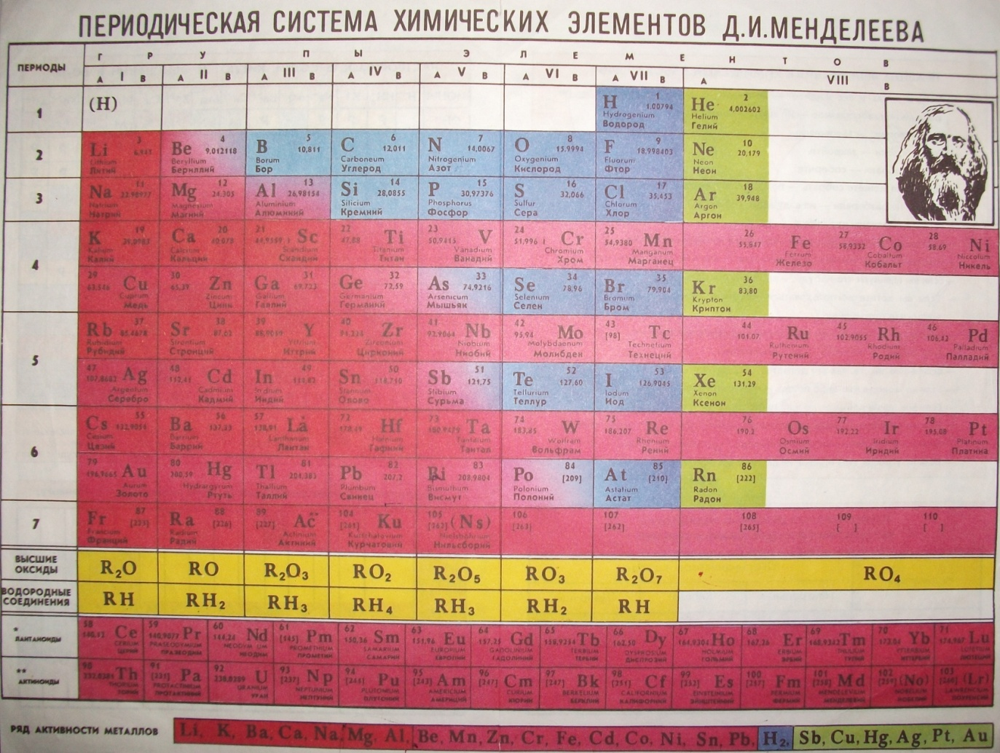 ПЕРИОДИЧЕСКАЯ СИСТЕМА ХИМИЧЕСКИХ ЭЛЕМЕНТОВ Д.И.МЕНДЕЛЕЕВА
ПЕРИОДЫ Г Р У П П Ы Э Л Е М Е Н Т О В
А I В А II В А III В А IV В А V В А VI В А VII В А VIII В
1 (H) H 1 1.00794 Hydrogenium Водород He 2 4,002602 Helium Гелий
2 Li 3 Lithium Литий Be 4 9.012118 Beryllium Бериллий B 5 10,811 Borum Бор C 6 12,011 Carboneum Углерод N 7 14,0067 Nitrogenium Азот O 8 15.9994 Oxygenium Кислород F 9 18,998403 Fluorum Фтор Ne 10 20,179 Neon Неон
3 Na 11 22,98977 Natrium Натрий Mg 12 24,305 Magnesium Магний Al 13 26,98154 Aluminium Алюминий Si 14 28,0855 Silicium Кремний P 15 30,97376 Phosphorus Фосфор S 16 32,066 Sulfur Сера Cl 17 35,453 Chlorum Хлор Ar 18 39,948 Argon Аргон
4 K 19 39,0983 Kalium Калий Ca 20 40,078 Calcium Кальций 21 Sc Scandium Скандий 22 47,88 Ti Titanium Титан 23 50,9415 V Vanadium Ванадий 24 51,996 1 Cr Chromium Хром 25 54,9380 Mn Manganum Марганец 26 55,847 Fe Ferrum Железо 27 58,9332 Co Cobaltum Кобальт 28 58.69 Ni Niccolum Никель
29 63,546 Cu Cuprum Медь 30 65,39 Zn Zincum Цинк Ga 31 69,723 Gallium Галлий Ge 32 72,59 Germanium Германий As 33 74,9216 Arsenicum Мышьяк Se 34 78,96 Selenium Селен Br 35 79,904 Bromum Бром Kr 36 83,80 Krypton Криптон
5 Rb 37 85,4678 Rubidium Рубидий Sr 38 87,62 Strontium Стронций 39 88,9059 Y Yttrium Иттрий 40 91,224 Zr Zirconium Цирконий 41 92,9064 Nb Niobium Ниобий 42 95,94 Mo Molybdaenum Молибден 43 [98] Tc Technetium Технеций 44 101.07 Ru Ruthenium Рутений 45 102,9055 Rh Rhodium Родий 46 106,42 Pd Palladium Палладий
47 107,8682 Ag Argentum Серебро 48 112,41 Cd Cadmium Кадмий In 49 114,82 Indium Индий Sn 50 118,710 Stannum Олово Sb 51 121,75 Stibium Сурьма Te 52 127,60 Tellurium Теллур I 53 126,9045 Iodum Иод Xe 54 131,29 Xenon Ксенон
6 Cs 55 132,9054 Cesium Цезий Ba 56 137,33 Barium Баррий 57 138,91 La* Lanthanum Лантан 72 178,49 Hf Hafnium Гафний 73 180,9479 Ta Tantalum Тантал 74 183,85 W Wolfram Вольфрам 75 186,207 Re Rhenium Рений 76 190,2 Os Osmium Осмий 77 192,22 Ir Iridium Иридий 78 195,08 Pt Platinum Платина
79 196,9665 Au Aurum Золото 80 200,59 Hg Hydrargyrum Ртуть Tl 81 204,383 Thallium Таллий Pb 82 207,2 Plumbum Свинец Bi 83 208,9804 Bismuthum Висмут Po 84 [209] Polonium Полоний At 85 [210] Astatium Астат Rn 86 [222] Radon Радон
7 Fr 87 [223] Francium Франций Ra 88 [226] Radium Радий 89 [227] Ac** Actinium Актиний 104 [261] Ku Kurchatovium Курчатовий 105 [262] (Ns) Nielsbohrium Нильсборий 106 [263] 107 [262] 108 [265] 109 [ ] 110 [ ]
ВЫСШИЕ ОКСИДЫ R₂O RO R₂O₃ RO₂ R₂O₅ RO₃ R₂O₇ RO₄
ВОДОРОДНЫЕ СОЕДИНЕНИЯ RH RH₂ RH₃ RH₄ RH₃ RH₂ RH
* ЛАНТАНОИДЫ 58 140,12 Ce CERIUM ЦЕРИЙ 59 140,9077 Pr PRASEODYMIUM ПРАЗЕОДИМ 60 144,24 Nd NEODYMIUM НЕОДИМ 61 [145] Pm PROMETHIUM ПРОМЕТИЙ 62 150,36 Sm SAMARIUM САМАРИЙ 63 151,96 Eu EUROPIUM ЕВРОПИЙ 64 157,25 Gd GADOLINIUM ГАДОЛИНИЙ 65 158,9254 Tb TERBIUM ТЕРБИЙ 66 162,50 Dy DYSPROSIUM ДИСПРОЗИЙ 67 164,9304 Ho HOLMIUM ГОЛЬМИЙ 68 167,26 Er ERBIUM ЭРБИЙ 69 168,9342 Tm THULIUM ТУЛИЙ 70 173,04 Yb YTTERBIUM ИТТЕРБИЙ 71 174,967 Lu LUTETIUM ЛЮТЕЦИЙ
** АКТИНОИДЫ 90 232,0381 Th THORIUM ТОРИЙ 91 [231] Pa PROTACTINIUM ПРОТАКТИНИЙ 92 238,0289 U URANIUM УРАН 93 [237] Np NEPTUNIUM НЕПТУНИЙ 94 Pu PLUTONIUM ПЛУТОНИЙ 95 [243] Am AMERICIUM АМЕРИЦИЙ 96 [247] Cm CURIUM КЮРИЙ 97 [247] Bk BERKELIUM БЕРКЛИЙ 98 [251] Cf CALIFORNIUM КАЛИФОРНИЙ 99 [252] Es EINSTEINIUM ЭЙНШТЕЙНИЙ 100 [257] Fm FERMIUM ФЕРМИЙ 101 [258] Md MENDELEVIUM МЕНДЕЛЕВИЙ 102 (No) NOBELIUM НОБЕЛИЙ 103 [260] (Lr) LAWRENCIUM ЛОУРЕНСИЙ
РЯД АКТИВНОСТИ МЕТАЛЛОВ Li, K, Ba, Ca, Na, Mg, Al, Be, Mn, Zn, Cr, Fe, Cd, Co, Ni, Sn, Pb, H₂, Sb, Cu, Hg, Ag, Pt, Au